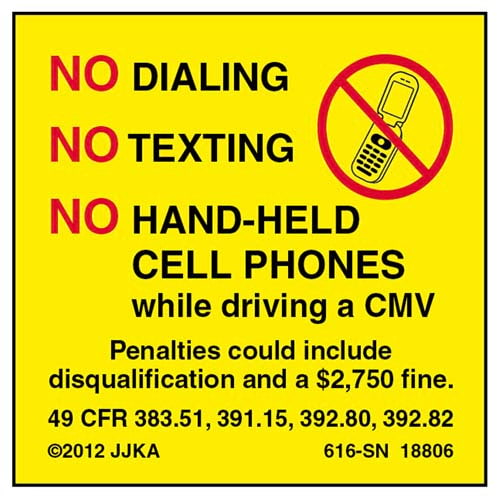 NO DIALING
NO TEXTING
NO HAND-HELD
CELL PHONES
while driving a CMV
Penalties could include
disqualification and a $2,750 fine.
49 CFR 383.51, 391.15, 392.80, 392.82
©2012 JJKA 616-SN 18806